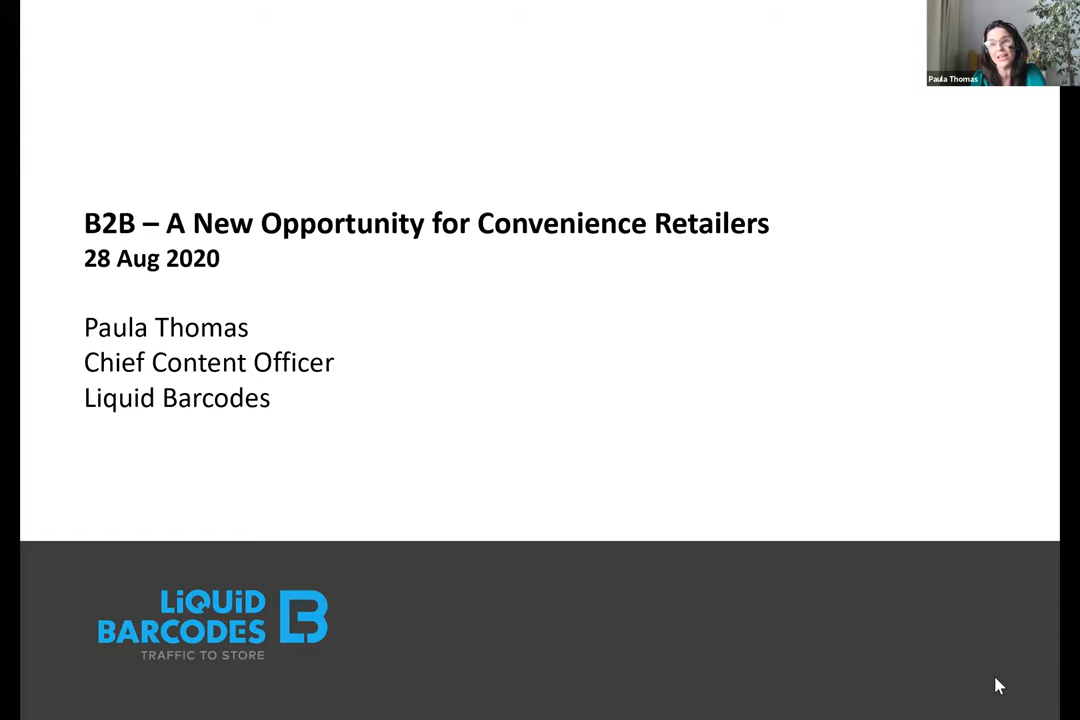 Paula Thomas
B2B – A New Opportunity for Convenience Retailers
28 Aug 2020
Paula Thomas
Chief Content Officer
Liquid Barcodes
LiQUiD
BARCODES
TRAFFIC TO STORE